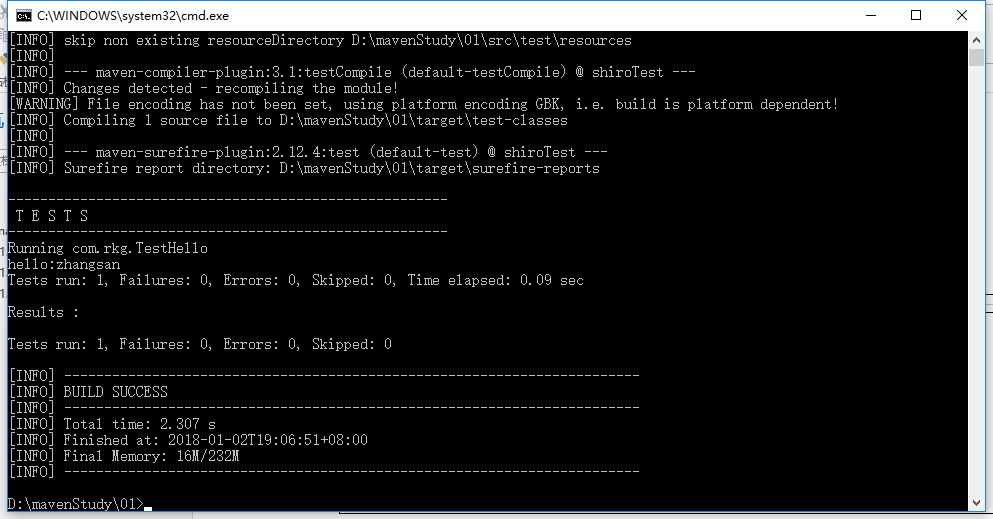 C:\WINDOWS\system32\cmd.exe
[INFO] skip non existing resourceDirectory D:\mavenStudy\01\src\test\resources
[INFO]
[INFO] --- maven-compiler-plugin:3.1:testCompile (default-testCompile) @ shiroTest ---
[INFO] Changes detected - recompiling the module!
[WARNING] File encoding has not been set, using platform encoding GBK, i.e. build is platform dependent!
[INFO] Compiling 1 source file to D:\mavenStudy\01\target\test-classes
[INFO]
[INFO] --- maven-surefire-plugin:2.12.4:test (default-test) @ shiroTest ---
[INFO] Surefire report directory: D:\mavenStudy\01\target\surefire-reports
-------------------------------------------------------
T E S T S
-------------------------------------------------------
Running com.rkg.TestHello
hello:zhangsan
Tests run: 1, Failures: 0, Errors: 0, Skipped: 0, Time elapsed: 0.09 sec
Results :
Tests run: 1, Failures: 0, Errors: 0, Skipped: 0
[INFO] ------------------------------------------------------------------------
[INFO] BUILD SUCCESS
[INFO] ------------------------------------------------------------------------
[INFO] Total time: 2.307 s
[INFO] Finished at: 2018-01-02T19:06:51+08:00
[INFO] Final Memory: 16M/232M
[INFO] ------------------------------------------------------------------------
D:\mavenStudy\01>